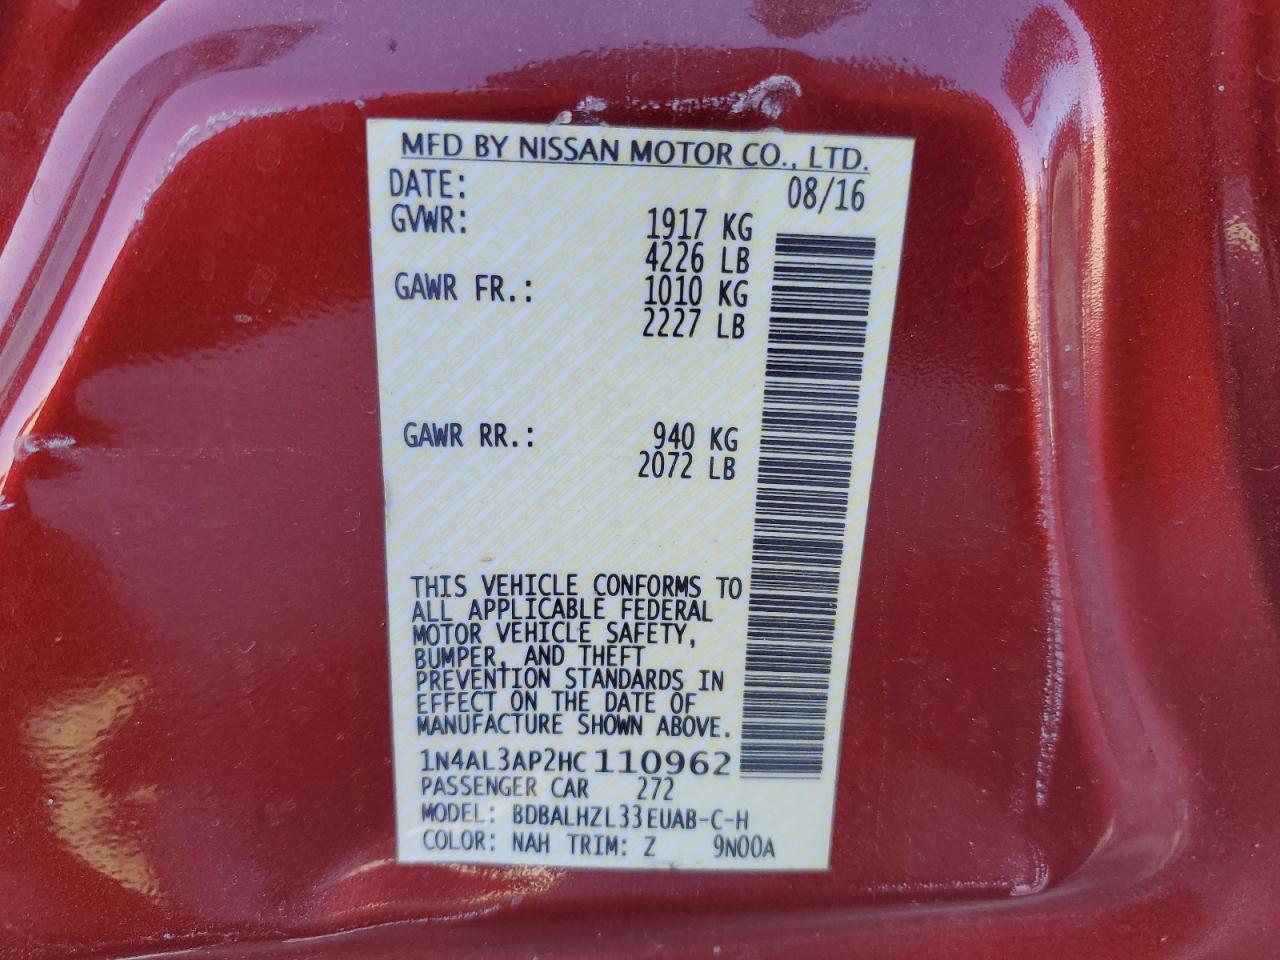 MFD BY NISSAN MOTOR CO., LTD.
DATE: 08/16
GVWR: 1917 KG
4226 LB
GAWR FR.: 1010 KG
2227 LB
GAWR RR.: 940 KG
2072 LB
THIS VEHICLE CONFORMS TO
ALL APPLICABLE FEDERAL
MOTOR VEHICLE SAFETY,
BUMPER, AND THEFT
PREVENTION STANDARDS IN
EFFECT ON THE DATE OF
MANUFACTURE SHOWN ABOVE.
1N4AL3AP2HC110962
PASSENGER CAR 272
MODEL: BDBALHZL33EUAB-C-H
COLOR: NAH TRIM: Z 9N00A